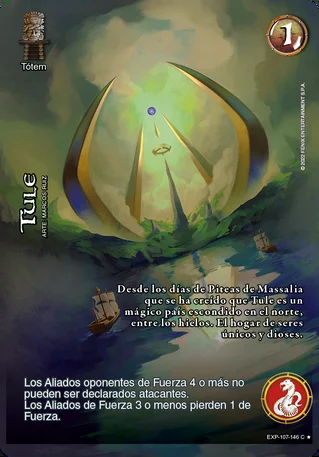 Tótem
1
© 2022 FENIX ENTERTAINMENT S.P.A.
TULE
ARTE: MARCOS RUIZ
Desde los días de Piteas de Massalia
que se ha creído que Tule es un
mágico país escondido en el norte,
entre los hielos. El hogar de seres
únicos y dioses.
Los Aliados oponentes de Fuerza 4 o más no
pueden ser declarados atacantes.
Los Aliados de Fuerza 3 o menos pierden 1 de
Fuerza.
EXP-107-146 C ★